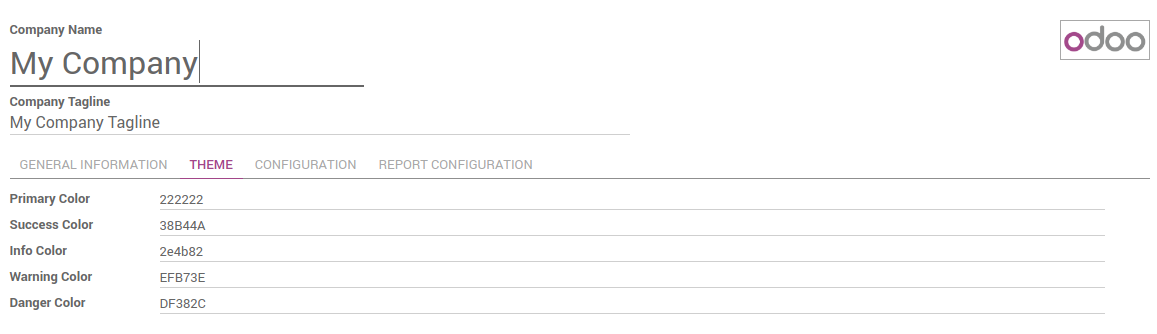 Company Name
odoo
My Company
Company Tagline
My Company Tagline
GENERAL INFORMATION THEME CONFIGURATION REPORT CONFIGURATION
Primary Color 222222
Success Color 38B44A
Info Color 2e4b82
Warning Color EFB73E
Danger Color DF382C